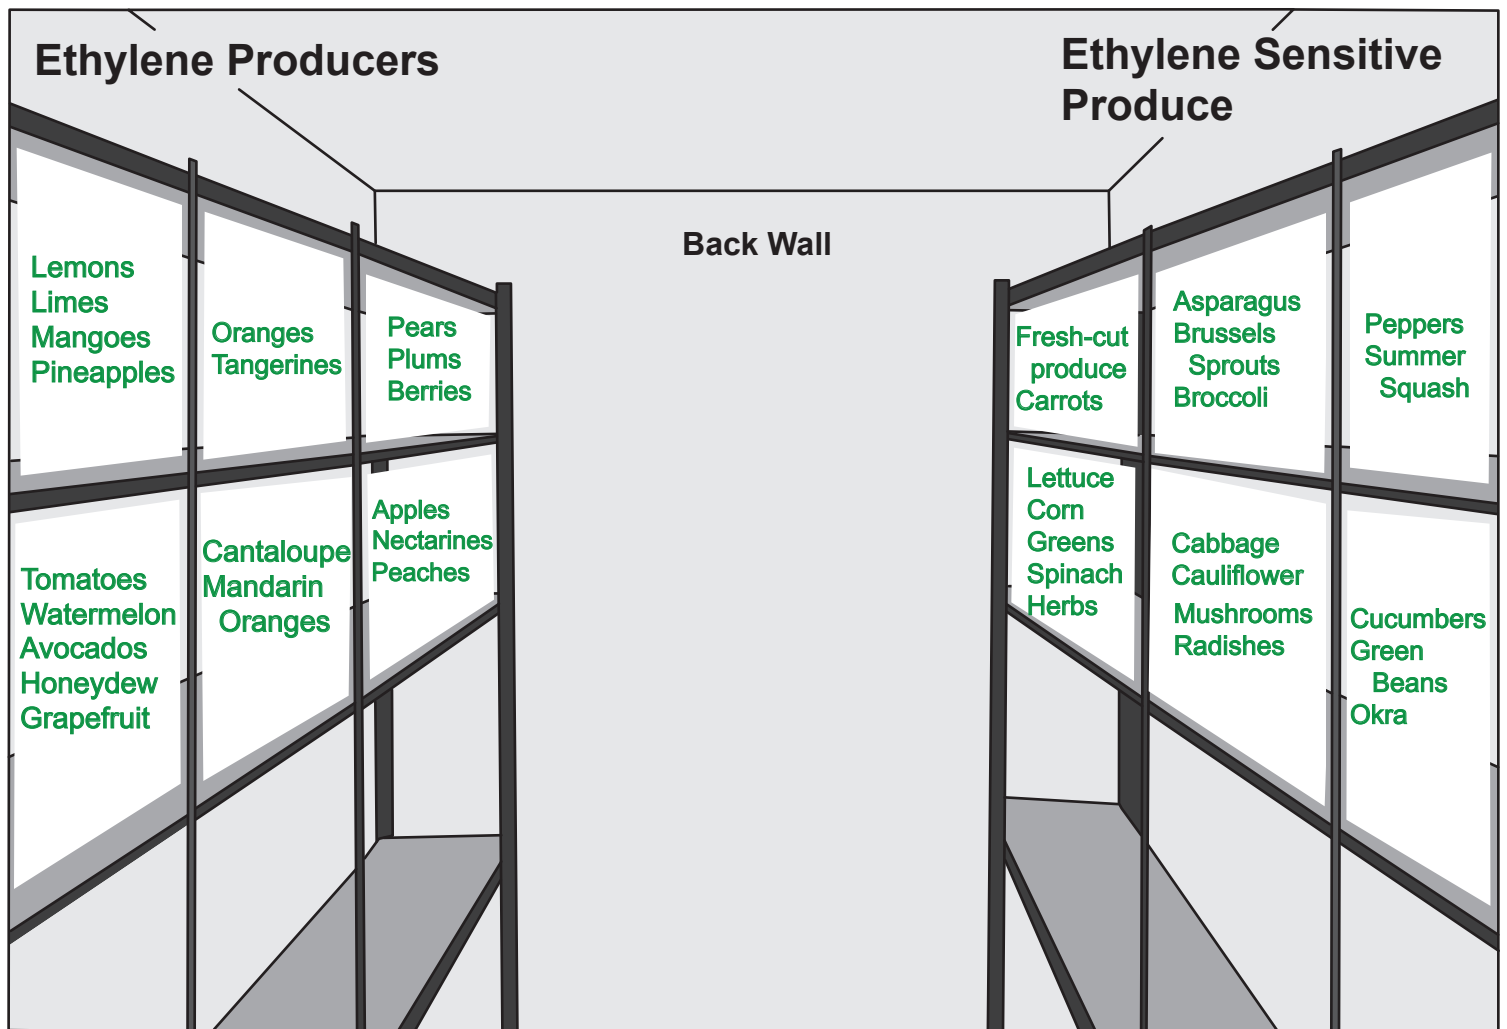 Ethylene Producers
Ethylene Sensitive
Produce
Back Wall
Lemons
Limes
Mangoes
Pineapples
Oranges
Tangerines
Pears
Plums
Berries
Fresh-cut
produce
Carrots
Asparagus
Brussels
Sprouts
Broccoli
Peppers
Summer
Squash
Tomatoes
Watermelon
Avocados
Honeydew
Grapefruit
Cantaloupe
Mandarin
Oranges
Apples
Nectarines
Peaches
Lettuce
Corn
Greens
Spinach
Herbs
Cabbage
Cauliflower
Mushrooms
Radishes
Cucumbers
Green
Beans
Okra